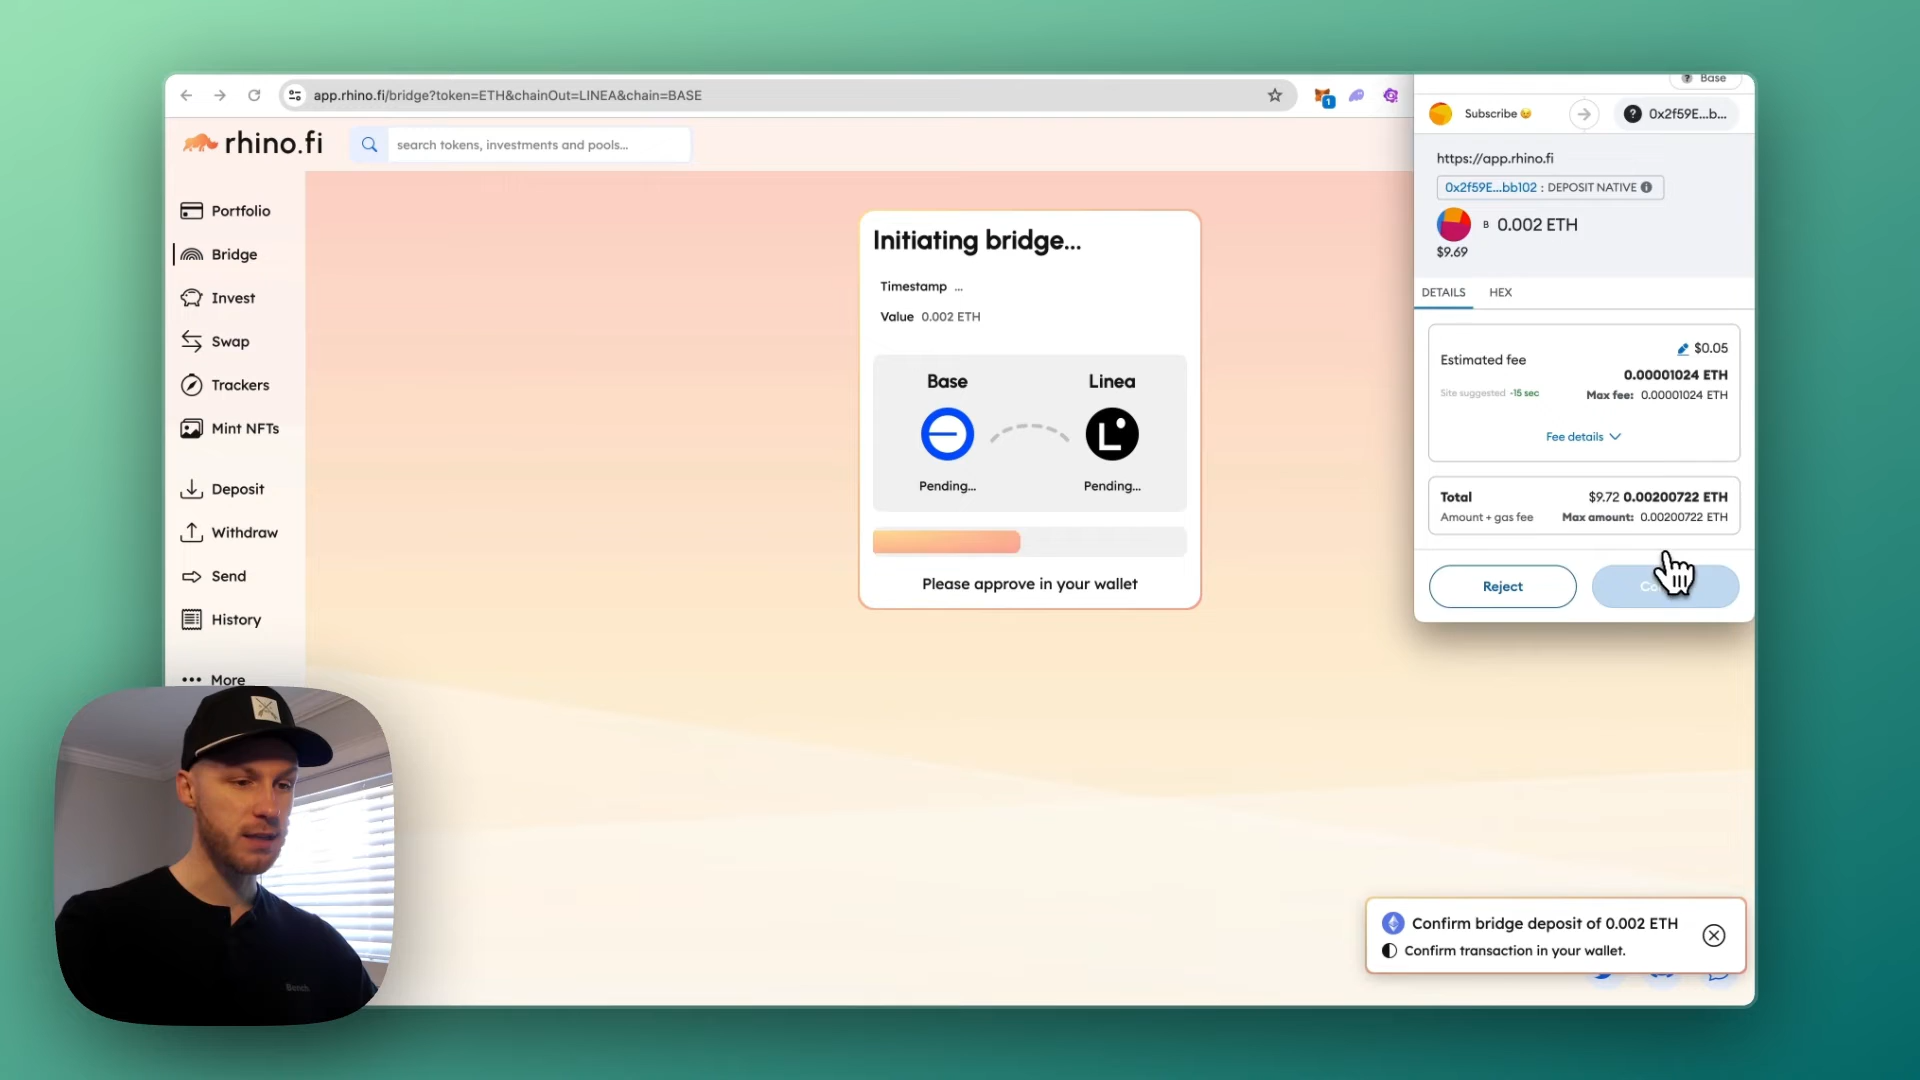 app.rhino.fi/bridge?token=ETH&chainOut=LINEA&chain=BASE
1
? Base
rhino.fi
search tokens, investments and pools...
Portfolio
Bridge
Invest
Swap
Trackers
Mint NFTs
Deposit
Withdraw
Send
History
More
Initiating bridge...
Timestamp ...
Value 0.002 ETH
Base
Linea
Pending...
Pending...
Please approve in your wallet
Subscribe
? 0x2f59E...b...
https://app.rhino.fi
0x2f59E...bb102 : DEPOSIT NATIVE
B 0.002 ETH
$9.69
DETAILS
HEX
Estimated fee
$0.05
0.00001024 ETH
Site suggested ~15 sec
Max fee: 0.00001024 ETH
Fee details
Total
$9.72 0.00200722 ETH
Amount + gas fee
Max amount: 0.00200722 ETH
Reject
Confirm bridge deposit of 0.002 ETH
Confirm transaction in your wallet.
Bench